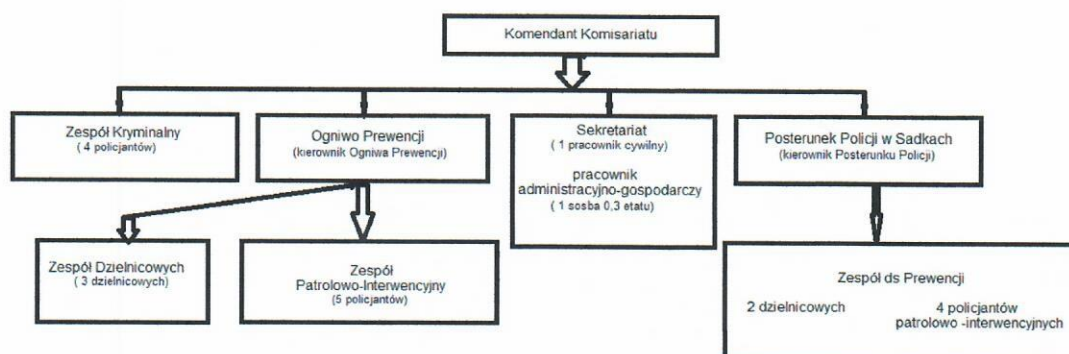 Komendant Komisariatu
Zespół Kryminalny
( 4 policjantów)
Ogniwo Prewencji
(kierownik Ogniwa Prewencji)
Sekretariat
( 1 pracownik cywilny)
pracownik
administracyjno-gospodarczy
( 1 sosba 0,3 etatu)
Posterunek Policji w Sadkach
(kierownik Posterunku Policji)
Zespół Dzielnicowych
( 3 dzielnicowych)
Zespół
Patrolowo-Interwencyjny
(5 policjantów)
Zespół ds Prewencji
2 dzielnicowych
4 policjantów
patrolowo -interwencyjnych